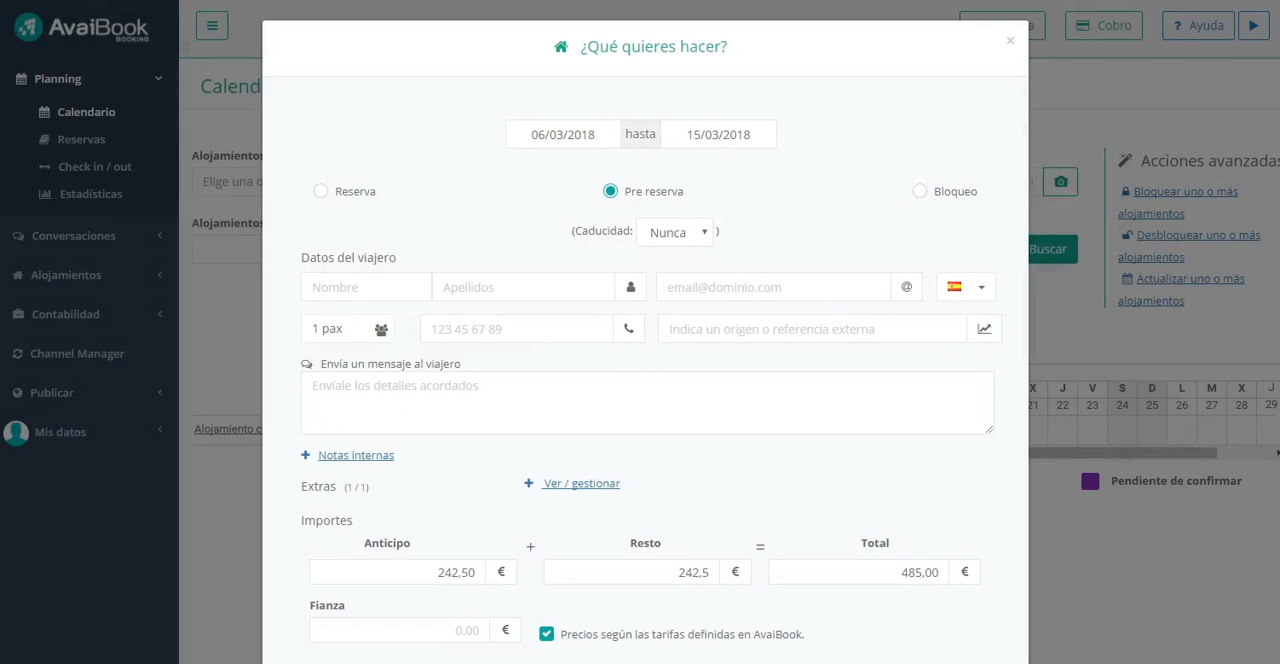 AvaiBook
BOOKING
a
Cobro
? Ayuda
Planning
Calendario
Reservas
Check in / out
Estadísticas
Conversaciones
Alojamientos
Contabilidad
Channel Manager
Publicar
Mis datos
Calend
Alojamientos
Elige una o
Alojamientos
Alojamiento c
¿Qué quieres hacer?
×
06/03/2018 hasta 15/03/2018
Reserva Pre reserva Bloqueo
(Caducidad: Nunca )
Datos del viajero
Nombre Apellidos email@dominio.com @
1 pax 123 45 67 89 Indica un origen o referencia externa
Envía un mensaje al viajero
Envíale los detalles acordados
+ Notas internas
Extras (1 / 1) + Ver / gestionar
Importes
Anticipo + Resto = Total
242,50 € 242,5 € 485,00 €
Fianza
0.00 € Precios según las tarifas definidas en AvaiBook.
Acciones avanzadas
Bloquear uno o más
alojamientos
Desbloquear uno o más
alojamientos
Actualizar uno o más
alojamientos
Buscar
X J V S D L M X J
21 22 23 24 25 26 27 28 29
Pendiente de confirmar